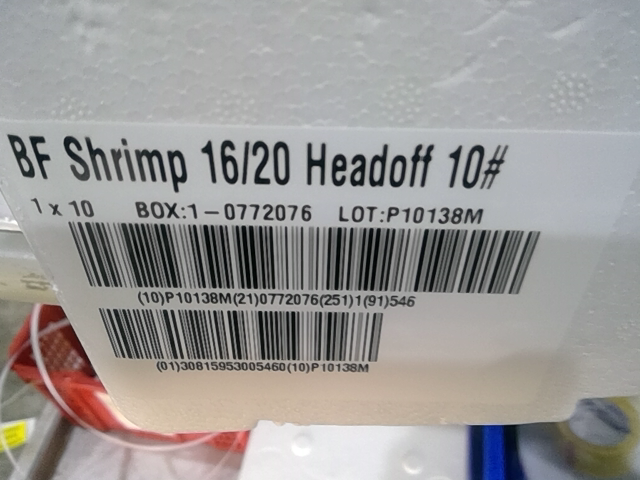 BF Shrimp 16/20 Headoff 10#
1 x 10 BOX:1-0772076 LOT:P10138M
(10)P10138M(21)0772076(251)1(91)546
(01)30815953005460(10)P10138M